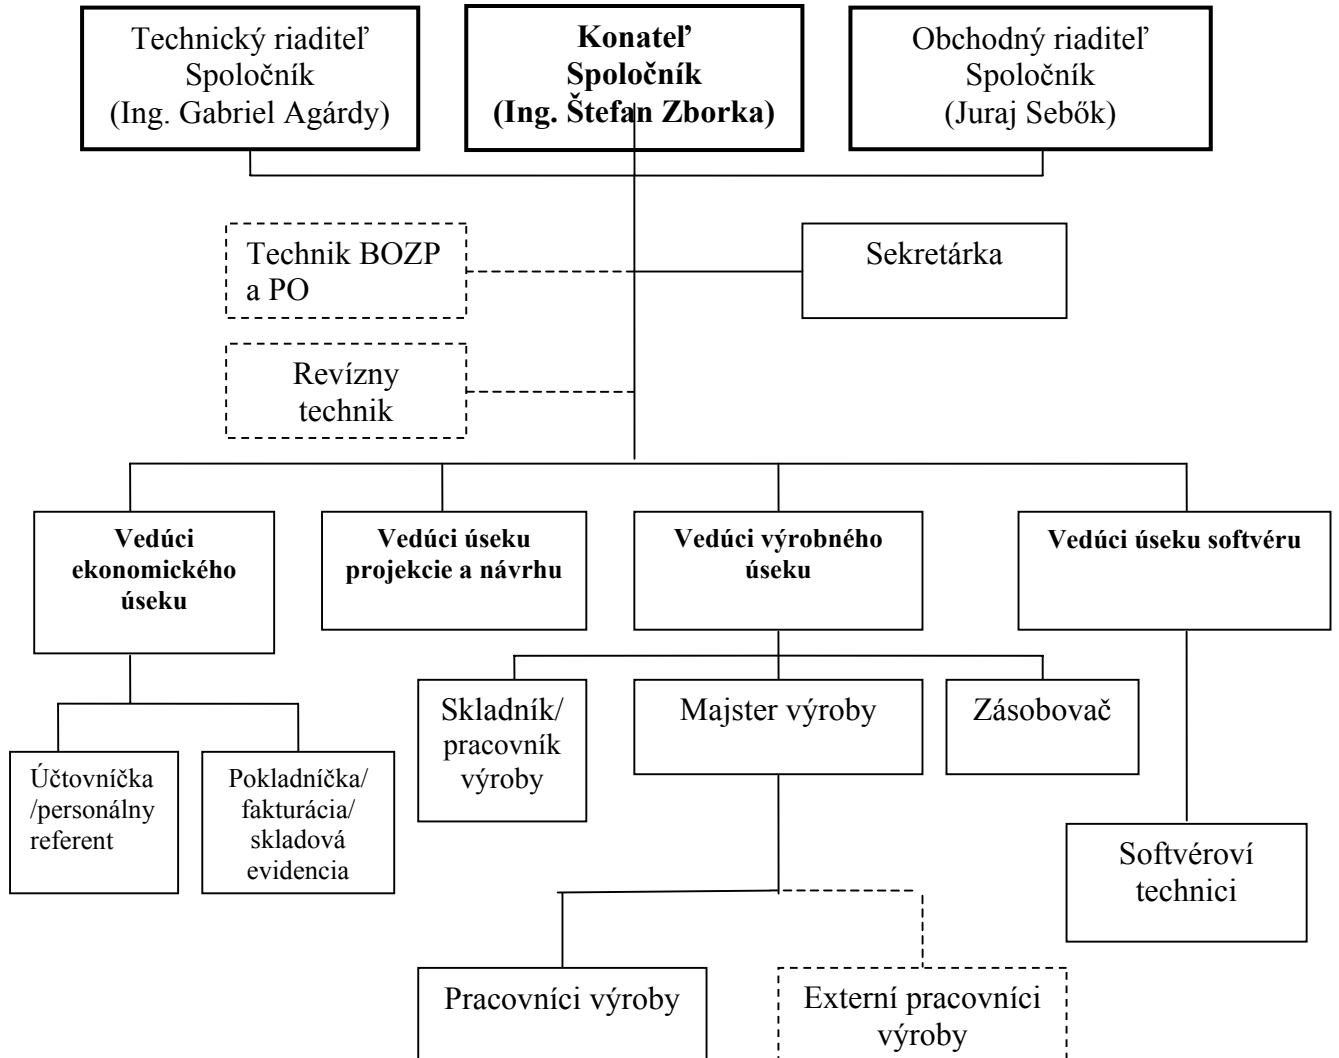 Technický riaditeľ
Spoločník
(Ing. Gabriel Agárdy)
Konateľ
Spoločník
(Ing. Štefan Zborka)
Obchodný riaditeľ
Spoločník
(Juraj Sebők)
Technik BOZP
a PO
Sekretárka
Revízny
technik
Vedúci
ekonomického
úseku
Vedúci úseku
projekcie a návrhu
Vedúci výrobného
úseku
Vedúci úseku softvéru
Skladník/
pracovník
výroby
Majster výroby
Zásobovač
Účtovníčka
/personálny
referent
Pokladníčka/
fakturácia/
skladová
evidencia
Softvéroví
technici
Pracovníci výroby
Externí pracovníci
výroby